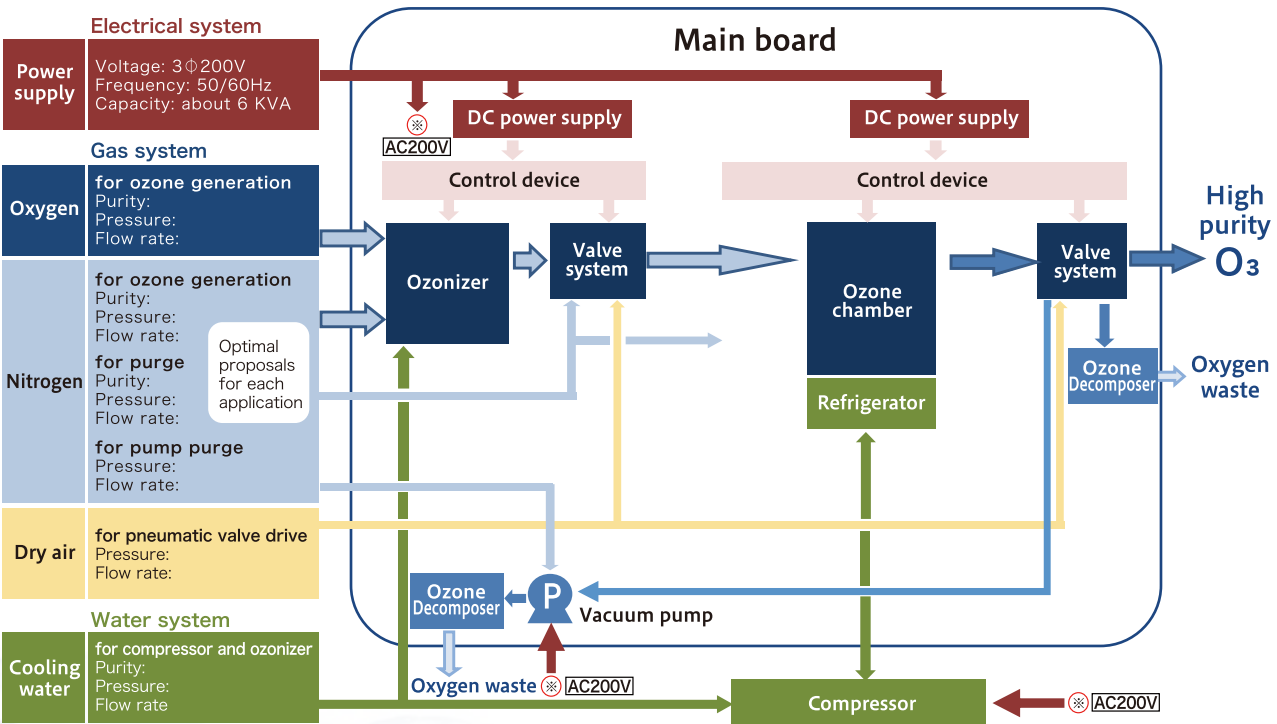 Electrical system
Main board
Power
supply
Voltage: 3Φ200V
Frequency: 50/60Hz
Capacity: about 6 KVA
DC power supply
DC power supply
※
AC200V
Gas system
Oxygen
for ozone generation
Purity:
Pressure:
Flow rate:
Control device
Control device
High
purity
O₃
Ozonizer
Valve
system
Ozone
chamber
Valve
system
Nitrogen
for ozone generation
Purity:
Pressure:
Flow rate:
for purge
Purity:
Pressure:
Flow rate:
Optimal
proposals
for each
application
for pump purge
Pressure:
Flow rate:
Refrigerator
Ozone
Decomposer
Oxygen
waste
Dry air
for pneumatic valve drive
Pressure:
Flow rate:
Ozone
Decomposer
P
Vacuum pump
Water system
Cooling
water
for compressor and ozonizer
Purity:
Pressure:
Flow rate
Oxygen waste ※ AC200V
Compressor
※ AC200V